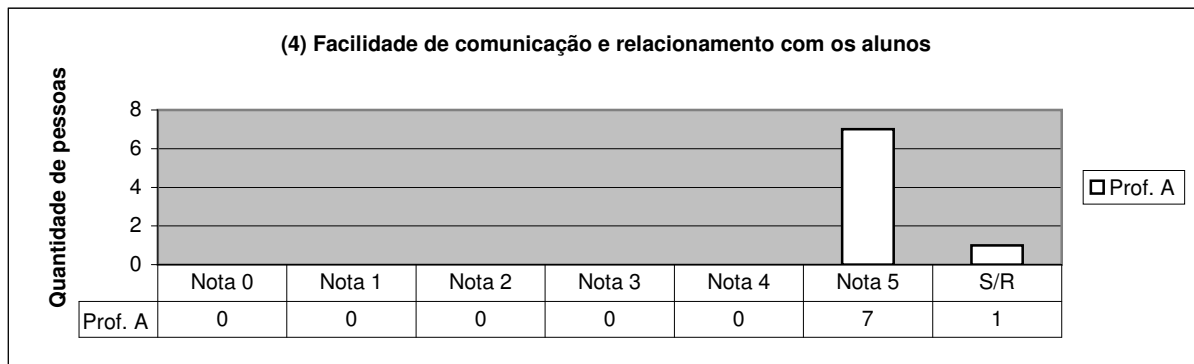 (4) Facilidade de comunicação e relacionamento com os alunos
Quantidade de pessoas
8
6
4
2
0
Nota 0 Nota 1 Nota 2 Nota 3 Nota 4 Nota 5 S/R
Prof. A 0 0 0 0 0 7 1
Prof. A